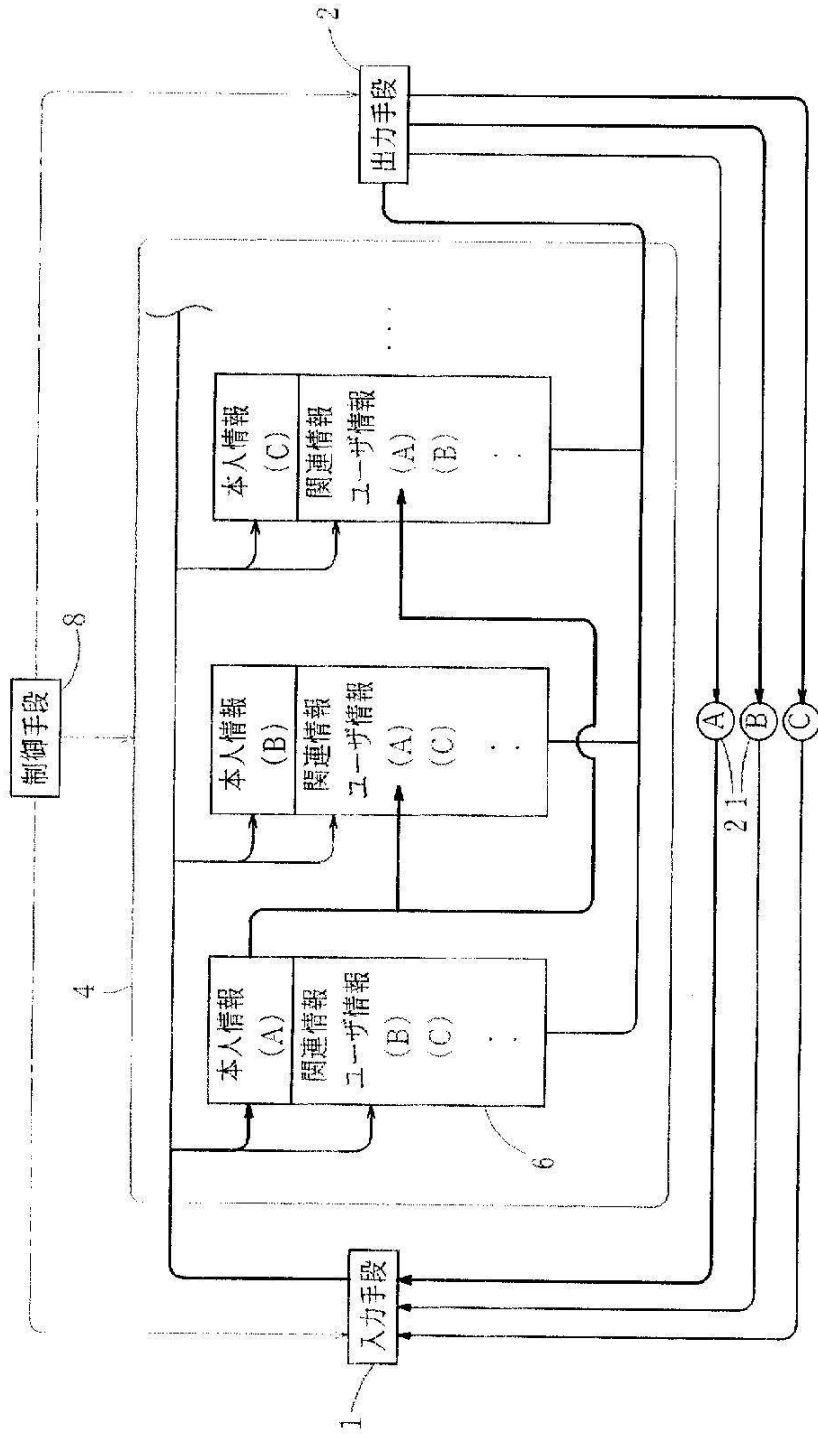 制御手段
8
4
2
出力手段
本人情報
(A)
関連情報
ユーザ情報
(B)
(C)
・・
6
本人情報
(B)
関連情報
ユーザ情報
(A)
(C)
・・
本人情報
(C)
関連情報
ユーザ情報
(A)
(B)
・・
・・・
入力手段
1
A
B
C
21